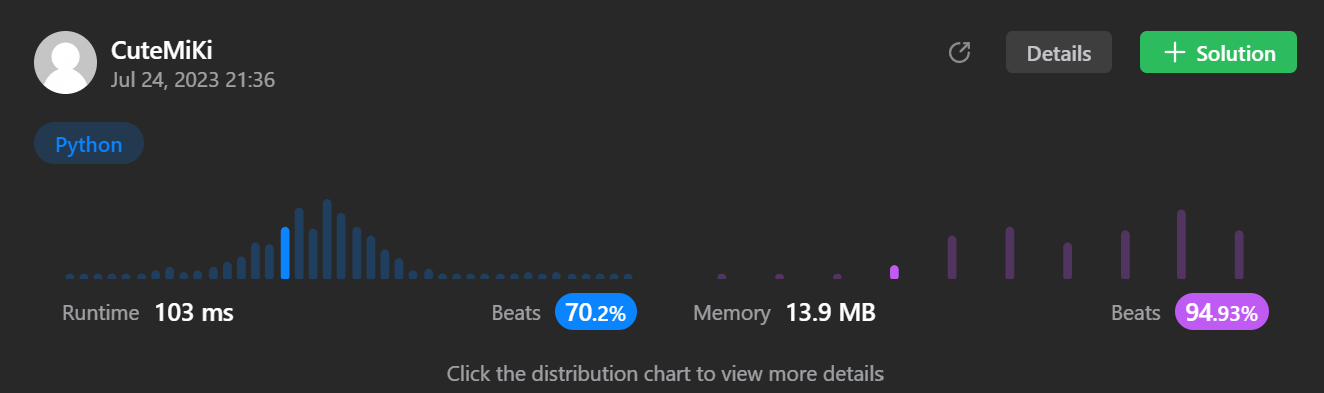 CuteMiKi
Jul 24, 2023 21:36
Details
Solution
Python
Runtime 103 ms Beats 70.2%
Memory 13.9 MB Beats 94.93%
Click the distribution chart to view more details